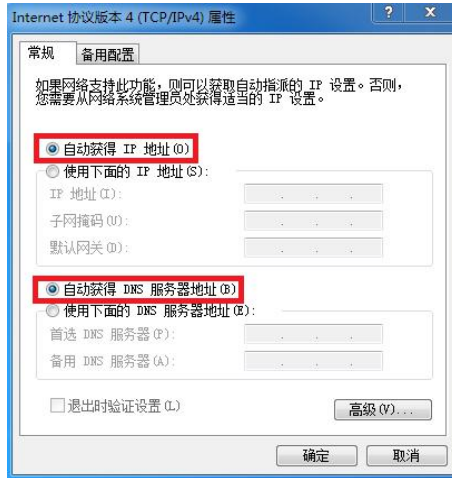 Internet 协议版本 4 (TCP/IPv4) 属性
常规 备用配置
如果网络支持此功能，则可以获取自动指派的 IP 设置。否则，
您需要从网络系统管理员处获得适当的 IP 设置。
自动获得 IP 地址(O)
使用下面的 IP 地址(S):
IP 地址(I):
子网掩码(U):
默认网关(D):
自动获得 DNS 服务器地址(B)
使用下面的 DNS 服务器地址(E):
首选 DNS 服务器(P):
备用 DNS 服务器(A):
退出时验证设置(L)
高级(V)...
确定 取消